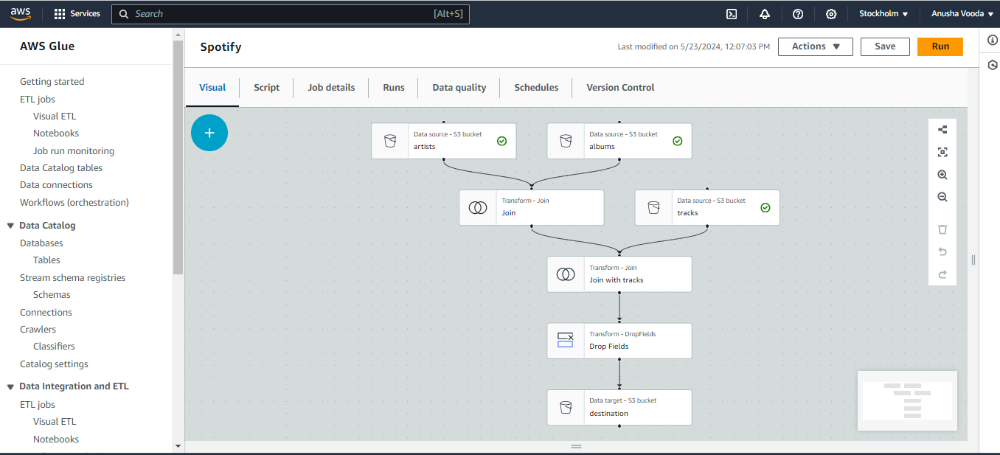 aws
Services
Search
[Alt+S]
Stockholm
Anusha Vooda
AWS Glue
Getting started
ETL jobs
Visual ETL
Notebooks
Job run monitoring
Data Catalog tables
Data connections
Workflows (orchestration)
Data Catalog
Databases
Tables
Stream schema registries
Schemas
Connections
Crawlers
Classifiers
Catalog settings
Data Integration and ETL
ETL jobs
Visual ETL
Notebooks
Spotify
Last modified on 5/23/2024, 12:07:03 PM
Actions
Save
Run
Visual
Script
Job details
Runs
Data quality
Schedules
Version Control
Data source - S3 bucket
artists
Data source - S3 bucket
albums
Transform - Join
Join
Data source - S3 bucket
tracks
Transform - Join
Join with tracks
Transform - DropFields
Drop Fields
Data target - S3 bucket
destination